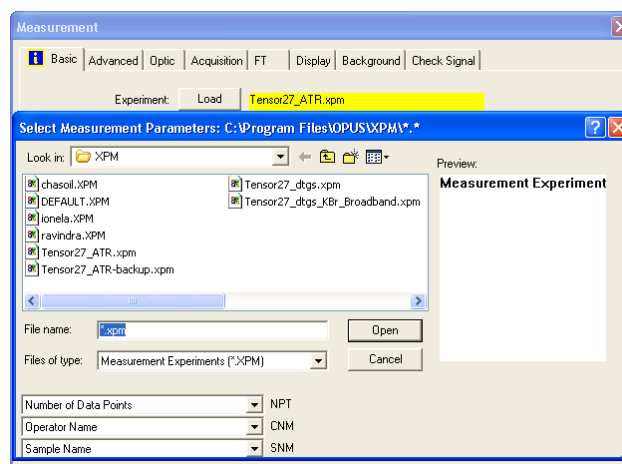 Measurement
Basic Advanced Optic Acquisition FT Display Background Check Signal
Experiment: Load Tensor27_ATR.xpm
Select Measurement Parameters: C:\Program Files\OPUS\XPM\*.*
Look in: XPM
Preview:
Measurement Experiment
chasoil.XPM Tensor27_dtgs.xpm
DEFAULT.XPM Tensor27_dtgs_KBr_Broadband.xpm
ionela.XPM
ravindra.XPM
Tensor27_ATR.xpm
Tensor27_ATR-backup.xpm
File name: *.xpm Open
Files of type: Measurement Experiments (*.XPM) Cancel
Number of Data Points NPT
Operator Name CNM
Sample Name SNM